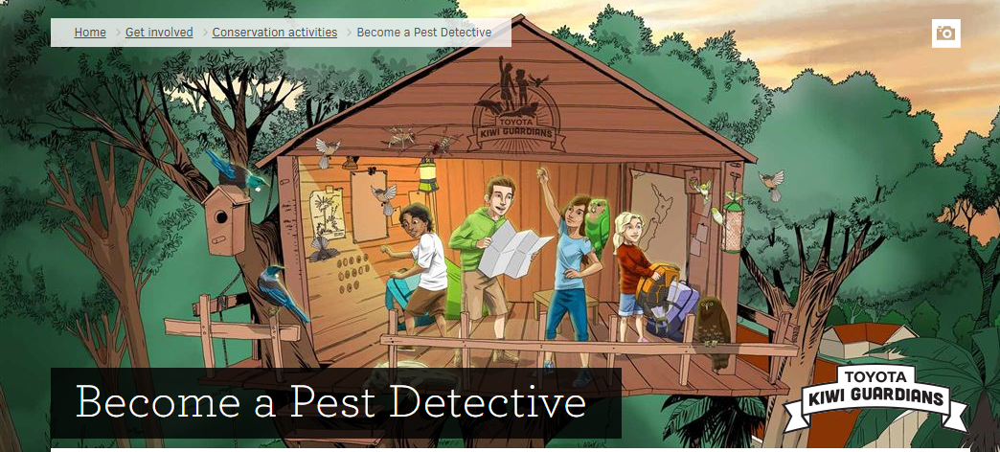 Home > Get involved > Conservation activities > Become a Pest Detective
TOYOTA
KIWI GUARDIANS
Become a Pest Detective
TOYOTA
KIWI GUARDIANS